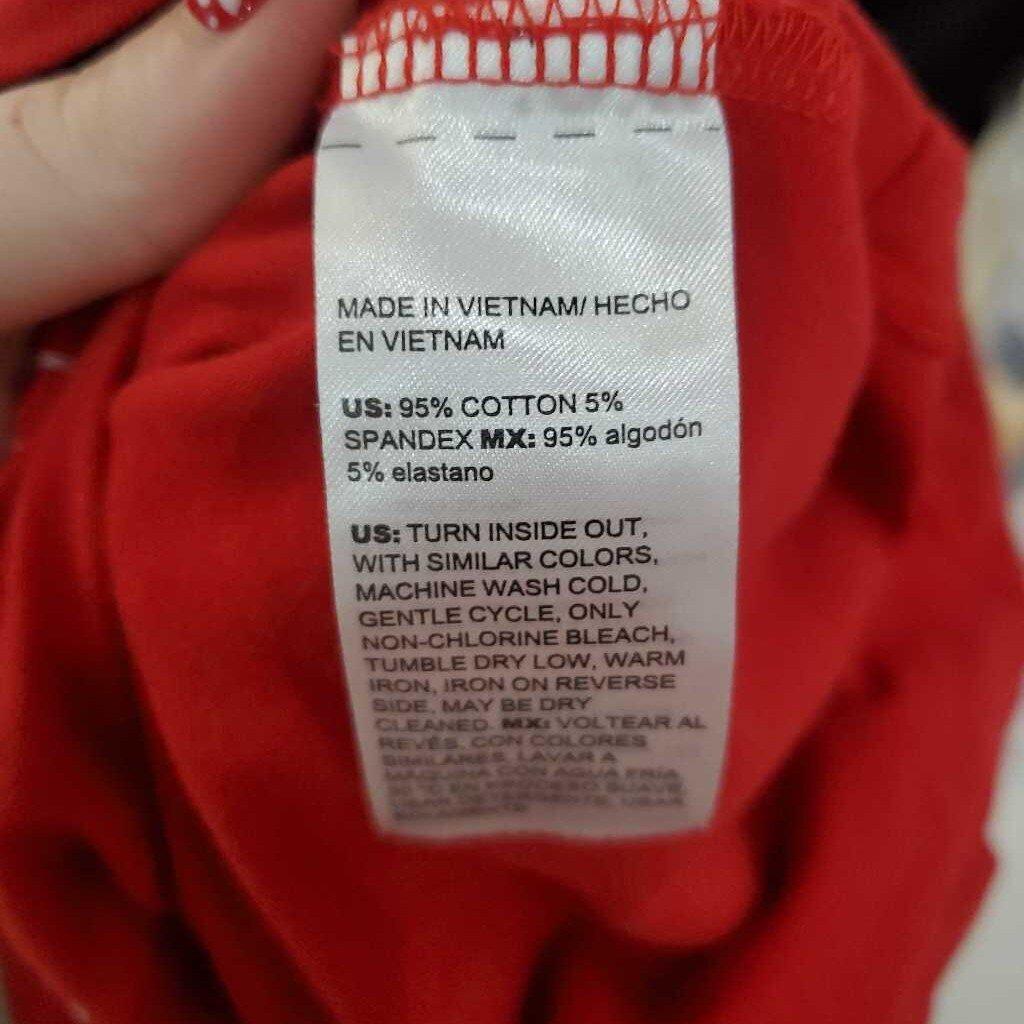 MADE IN VIETNAM/ HECHO
EN VIETNAM
US: 95% COTTON 5%
SPANDEX MX: 95% algodón
5% elastano
US: TURN INSIDE OUT,
WITH SIMILAR COLORS,
MACHINE WASH COLD,
GENTLE CYCLE, ONLY
NON-CHLORINE BLEACH,
TUMBLE DRY LOW, WARM
IRON, IRON ON REVERSE
SIDE, MAY BE DRY
CLEANED. MX: VOLTEAR AL
REVÉS. CON COLORES
SIMILARES, LAVAR A
MÁQUINA CON AGUA FRÍA